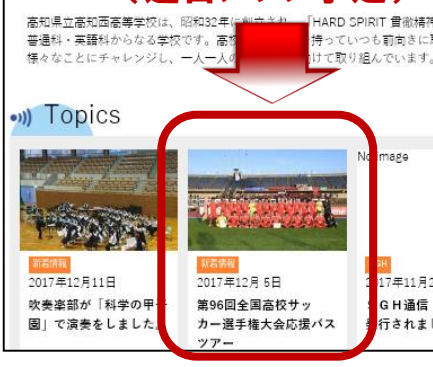 高知県立高知西高等学校は、昭和32年に創立され、「HARD SPIRIT 貫徹精神
普通科・英語科からなる学校です。高校 持っていつも前向きに
様々なことにチャレンジし、一人一人の けて取り組んでいます。
Topics
新着情報
2017年12月11日
吹奏楽部が「科学の甲子
園」で演奏をしました。
新着情報
2017年12月 5日
第96回全国高校サッ
カー選手権大会応援バス
ツアー
No image
SGH
2017年11月2
SGH通信
発行されまし